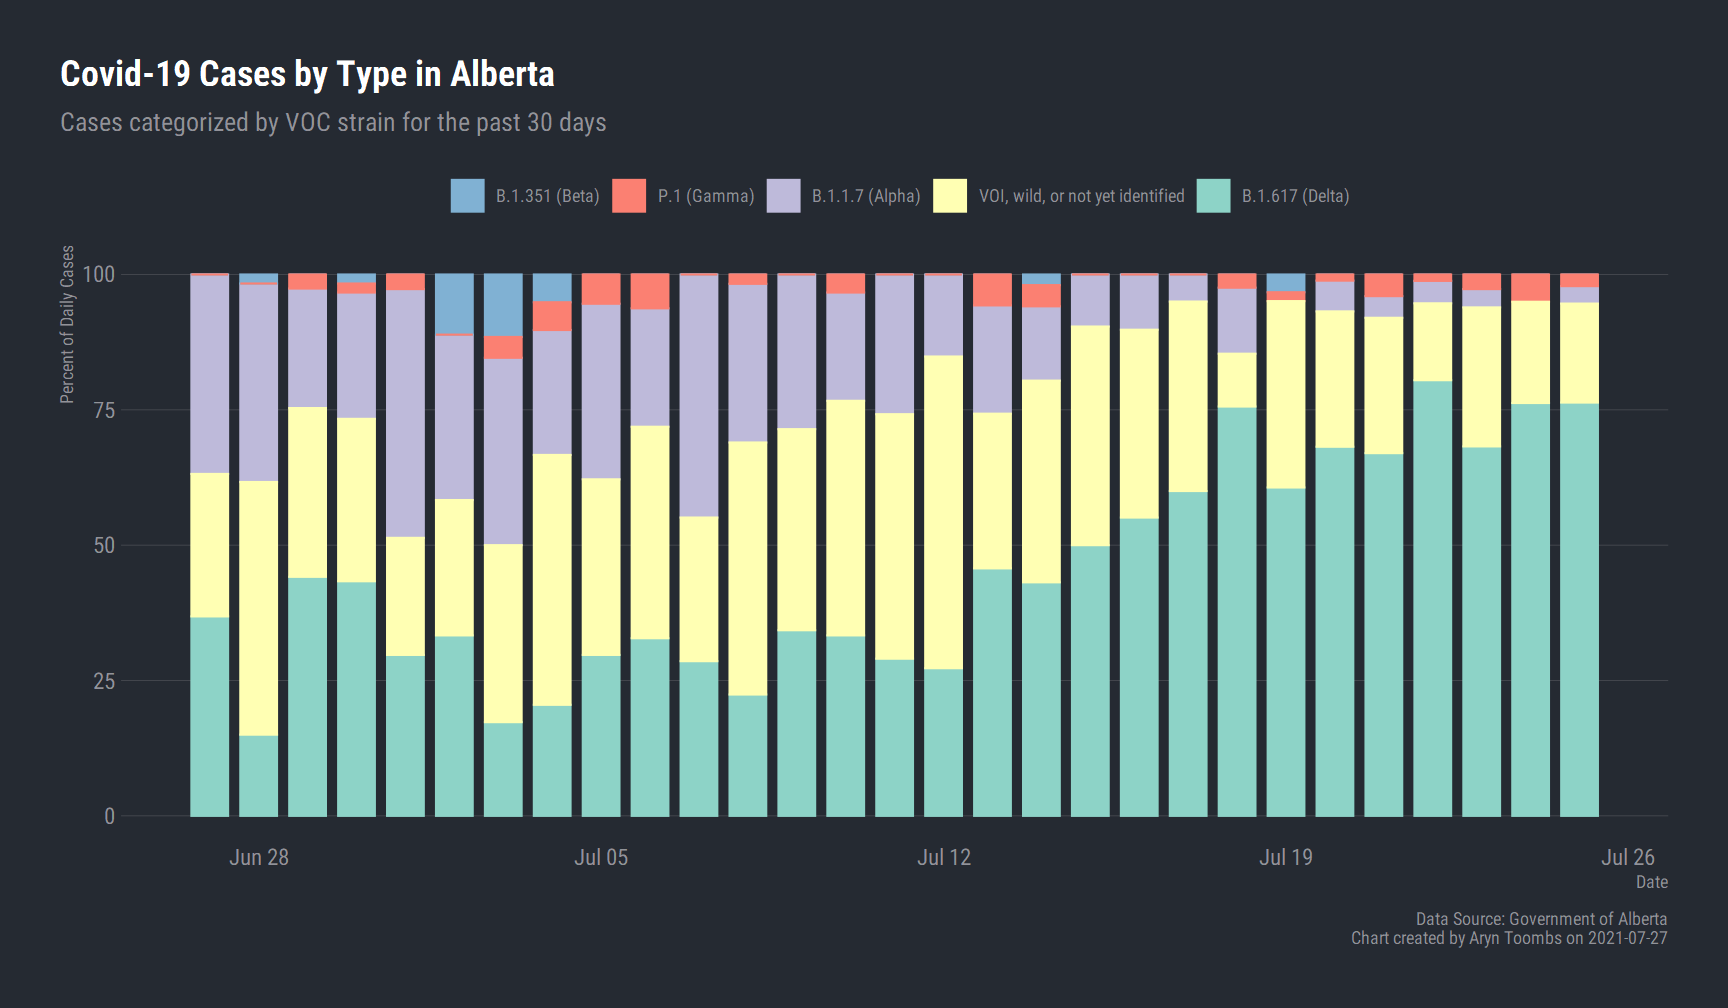 Covid-19 Cases by Type in Alberta
Cases categorized by VOC strain for the past 30 days
B.1.351 (Beta) P.1 (Gamma) B.1.1.7 (Alpha) VOI, wild, or not yet identified B.1.617 (Delta)
Percent of Daily Cases
100
75
50
25
0
Jun 28 Jul 05 Jul 12 Jul 19 Jul 26
Date
Data Source: Government of Alberta
Chart created by Aryn Toombs on 2021-07-27